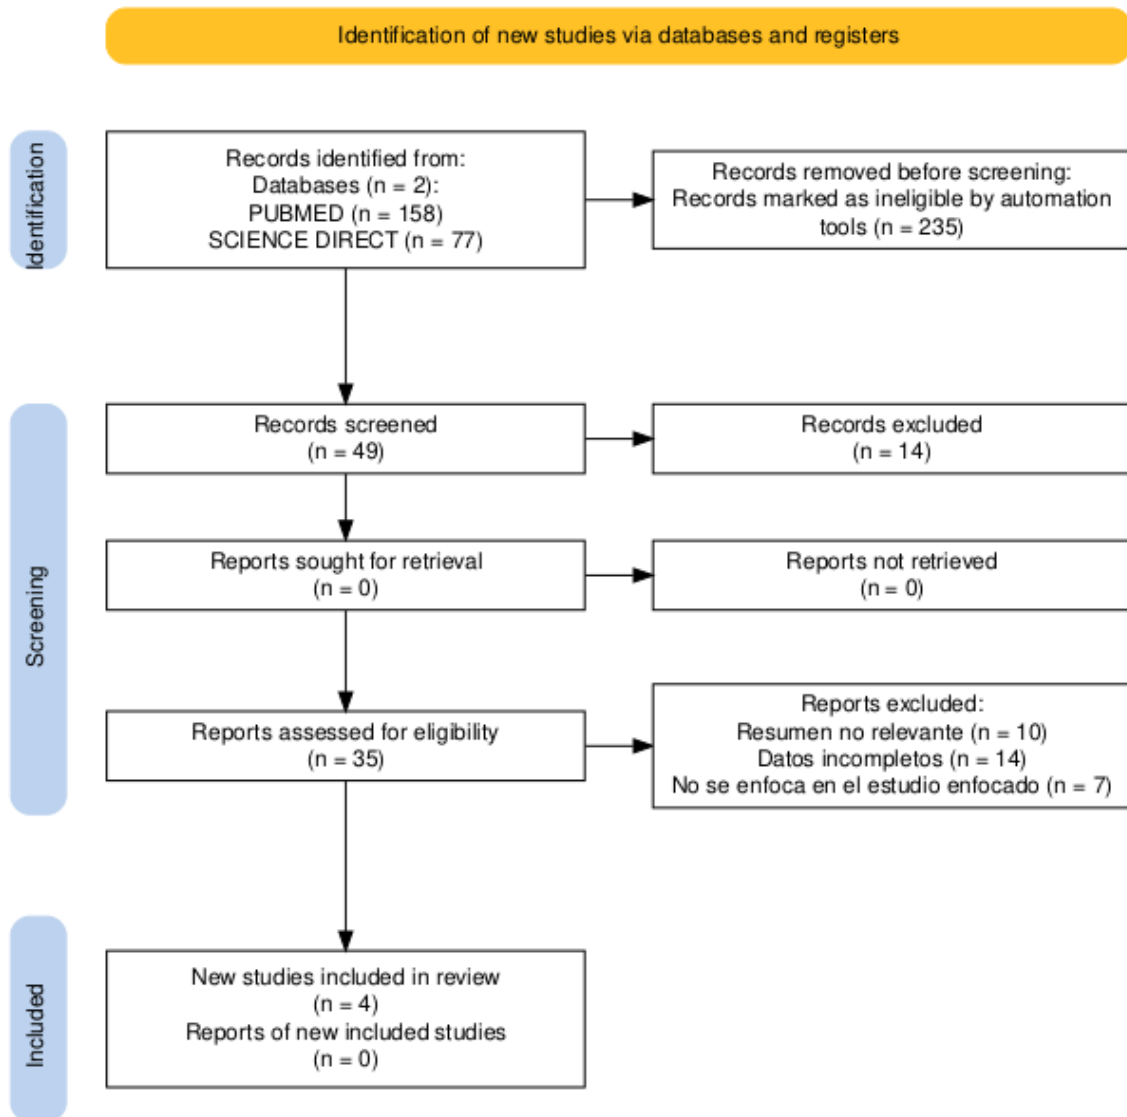 Identification of new studies via databases and registers
Identification
Records identified from:
Databases (n = 2):
PUBMED (n = 158)
SCIENCE DIRECT (n = 77)
Records removed before screening:
Records marked as ineligible by automation
tools (n = 235)
Screening
Records screened
(n = 49)
Records excluded
(n = 14)
Reports sought for retrieval
(n = 0)
Reports not retrieved
(n = 0)
Reports assessed for eligibility
(n = 35)
Reports excluded:
Resumen no relevante (n = 10)
Datos incompletos (n = 14)
No se enfoca en el estudio enfocado (n = 7)
Included
New studies included in review
(n = 4)
Reports of new included studies
(n = 0)